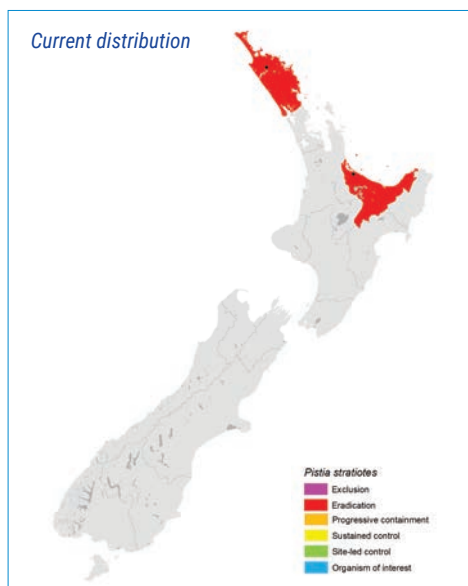 Current distribution
Pistia stratiotes
Exclusion
Eradication
Progressive containment
Sustained control
Site-led control
Organism of interest